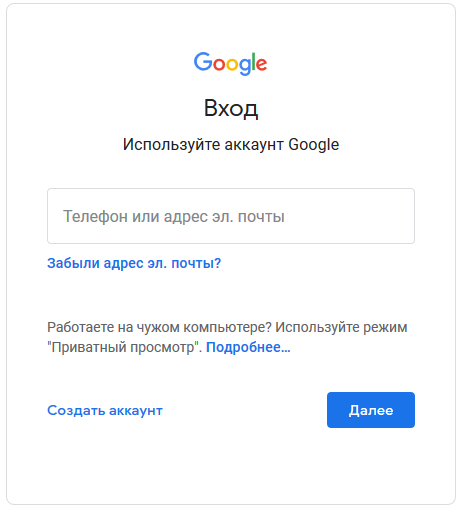 Google
Вход
Используйте аккаунт Google
Телефон или адрес эл. почты
Забыли адрес эл. почты?
Работаете на чужом компьютере? Используйте режим
"Приватный просмотр". Подробнее…
Создать аккаунт
Далее